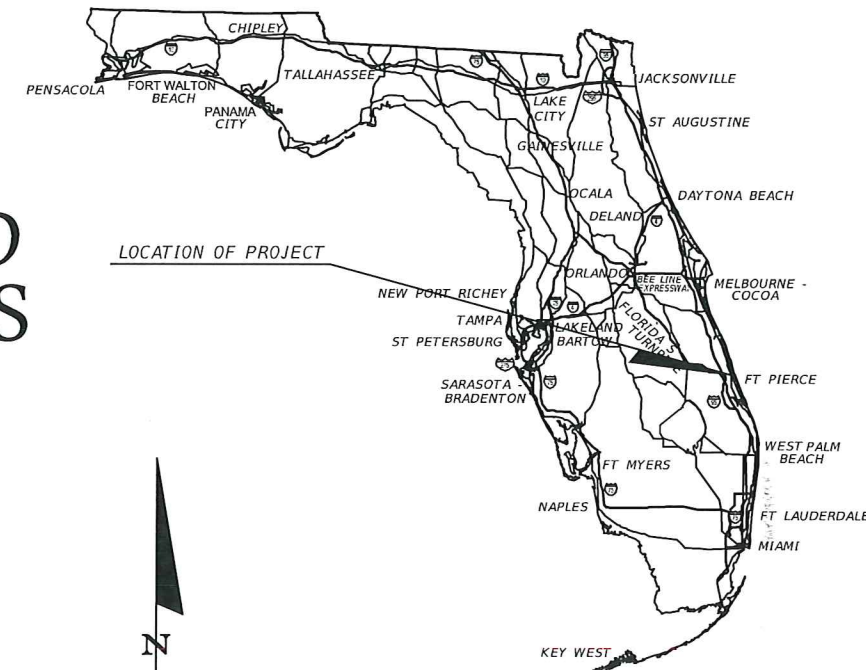 CHIPLEY
PENSACOLA
FORT WALTON
BEACH
PANAMA
CITY
TALLAHASSEE
LAKE
CITY
JACKSONVILLE
ST AUGUSTINE
GAINESVILLE
OCALA
DELAND
DAYTONA BEACH
D
S
LOCATION OF PROJECT
ORLANDO
BEE LINE
EXPRESSWA
MELBOURNE -
COCOA
NEW PORT RICHEY
TAMPA
ST PETERSBURG
LAKELAND
BARTOW
FLORIDA'S
SARASOTA -
BRADENTON
FT PIERCE
WEST PALM
BEACH
FT MYERS
NAPLES
FT LAUDERDALE
MIAMI
N
KEY WEST